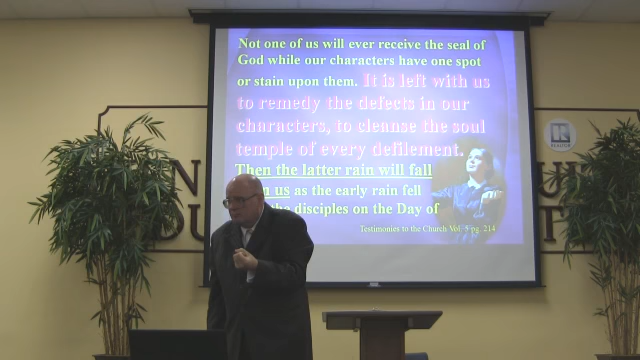 Not one of us will ever receive the seal of
God while our characters have one spot
or stain upon them. It is left with us
to remedy the defects in our
characters, to cleanse the soul
temple of every defilement.
Then the latter rain will fall
us as the early rain fell
the disciples on the Day of
Testimonies to the Church Vol. 5 pg. 214
REALTOR